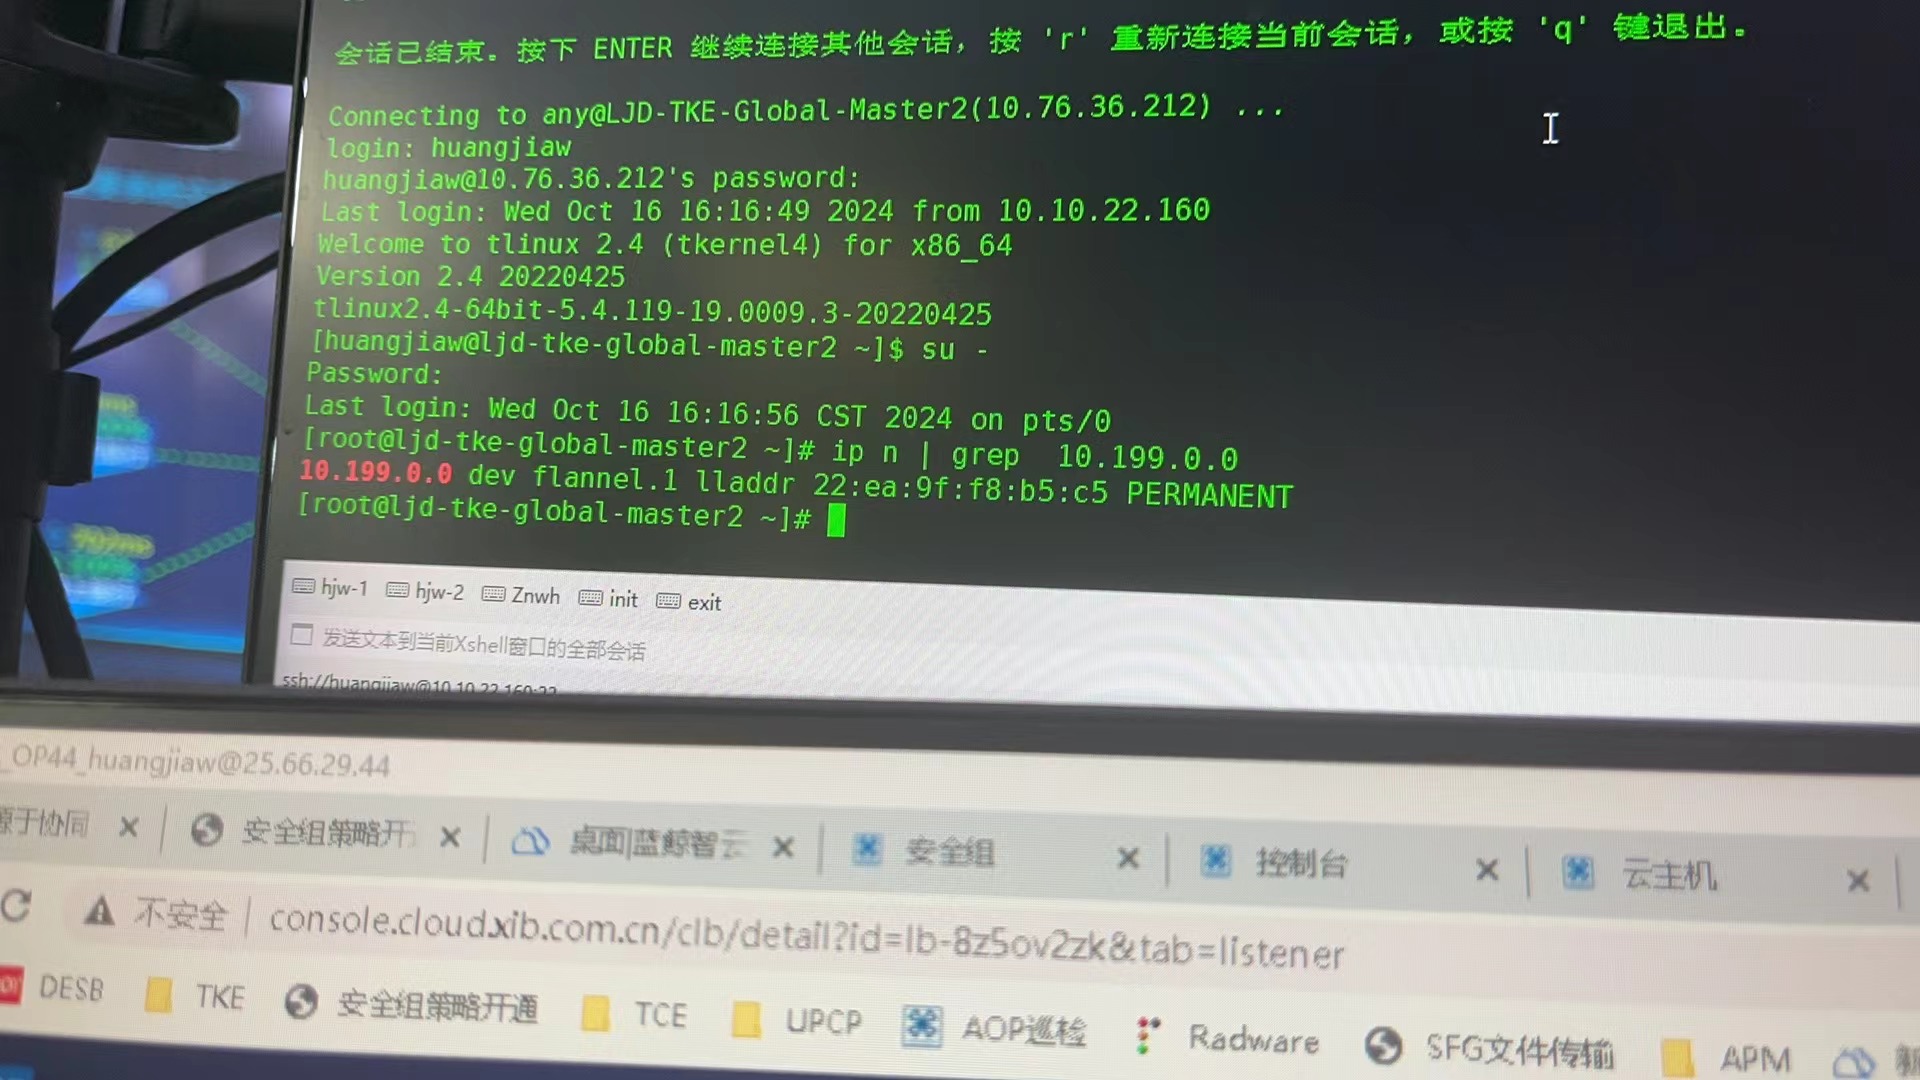 会话已结束。按下 ENTER 继续连接其他会话，按 'r' 重新连接当前会话，或按 'q' 键退出。
Connecting to any@LJD-TKE-Global-Master2(10.76.36.212) ...
login: huangjiaw
huangjiaw@10.76.36.212's password:
Last login: Wed Oct 16 16:16:49 2024 from 10.10.22.160
Welcome to tlinux 2.4 (tkernel4) for x86_64
Version 2.4 20220425
tlinux2.4-64bit-5.4.119-19.0009.3-20220425
[huangjiaw@ljd-tke-global-master2 ~]$ su -
Password:
Last login: Wed Oct 16 16:16:56 CST 2024 on pts/0
[root@ljd-tke-global-master2 ~]# ip n | grep  10.199.0.0
10.199.0.0 dev flannel.1 lladdr 22:ea:9f:f8:b5:c5 PERMANENT
[root@ljd-tke-global-master2 ~]#
hjw-1 hjw-2 Znwh init exit
发送文本到当前Xshell窗口的全部会话
ssh://huangjiaw@10.10.22.160:22
_OP44_huangjiaw@25.66.29.44
于协同 安全组策略开 桌面|蓝鲸智云 安全组 控制台 云主机
不安全 console.cloud.xib.com.cn/clb/detail?id=lb-8z5ov2zk&tab=listener
DESB TKE 安全组策略开通 TCE UPCP AOP巡检 Radware SFG文件传输 APM